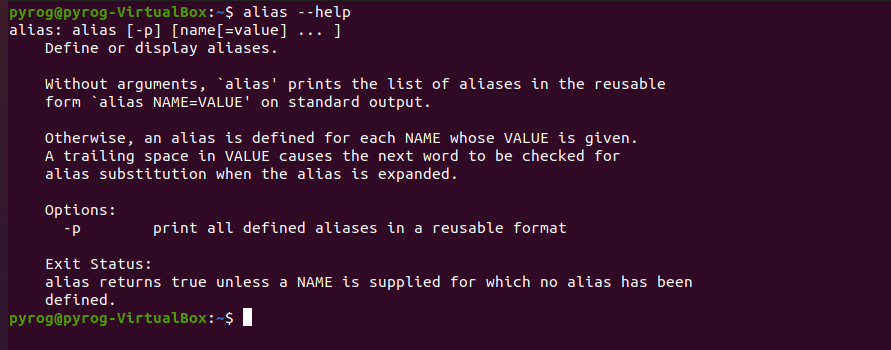 pyrog@pyrog-VirtualBox:~$ alias --help
alias: alias [-p] [name[=value] ... ]
    Define or display aliases.

    Without arguments, `alias' prints the list of aliases in the reusable
    form `alias NAME=VALUE' on standard output.

    Otherwise, an alias is defined for each NAME whose VALUE is given.
    A trailing space in VALUE causes the next word to be checked for
    alias substitution when the alias is expanded.

    Options:
      -p        print all defined aliases in a reusable format

    Exit Status:
    alias returns true unless a NAME is supplied for which no alias has been
    defined.
pyrog@pyrog-VirtualBox:~$